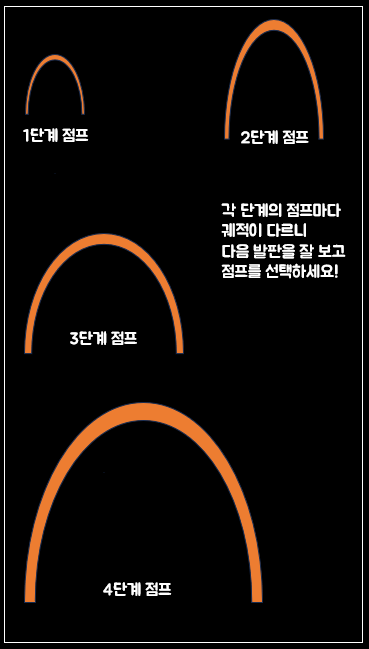 1단계 점프
2단계 점프
각 단계의 점프마다
궤적이 다르니
다음 발판을 잘 보고
점프를 선택하세요!
3단계 점프
4단계 점프